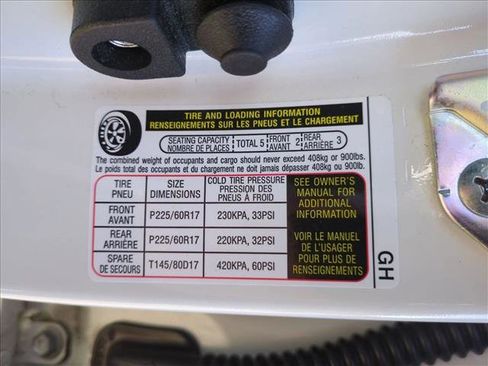 TIRE AND LOADING INFORMATION
RENSEIGNEMENTS SUR LES PNEUS ET LE CHARGEMENT
SEATING CAPACITY
NOMBRE DE PLACES
TOTAL 5
FRONT
AVANT
2
REAR
ARRIÈRE
3
The combined weight of occupants and cargo should never exceed 408kg or 900lbs.
Le poids total des occupants et du chargement ne doit jamais dépasser 408kg ou 900lb.
TIRE
PNEU
SIZE
DIMENSIONS
COLD TIRE PRESSURE
PRESSION DES
PNEUS À FROID
FRONT
AVANT
P225/60R17
230KPA, 33PSI
REAR
ARRIÈRE
P225/60R17
220KPA, 32PSI
SPARE
DE SECOURS
T145/80D17
420KPA, 60PSI
SEE OWNER'S
MANUAL FOR
ADDITIONAL
INFORMATION
VOIR LE MANUEL
DE L'USAGER
POUR PLUS DE
RENSEIGNEMENTS
GH